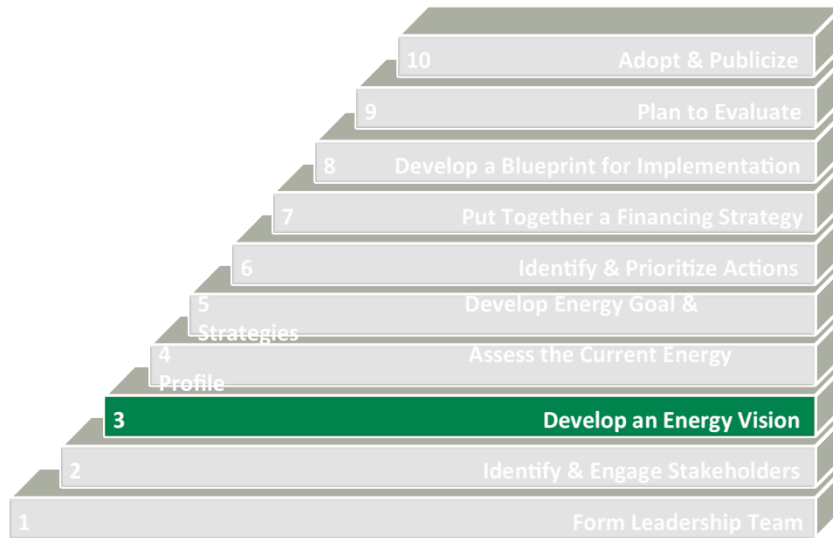 10 Adopt & Publicize
9 Plan to Evaluate
8 Develop a Blueprint for Implementation
7 Put Together a Financing Strategy
6 Identify & Prioritize Actions
5 Develop Energy Goal &
Strategies
4 Assess the Current Energy
Profile
3 Develop an Energy Vision
2 Identify & Engage Stakeholders
1 Form Leadership Team